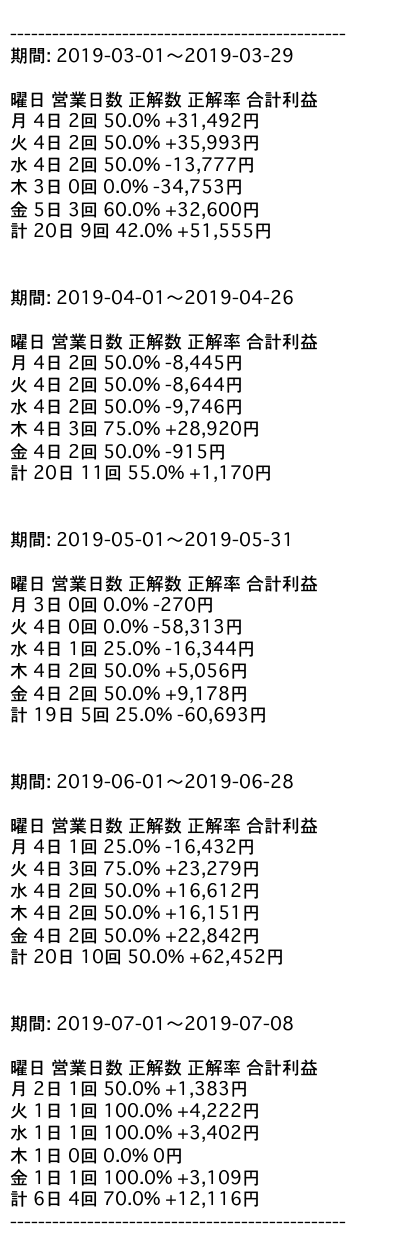 ------------------------------------------------
期間: 2019-03-01〜2019-03-29
曜日 営業日数 正解数 正解率 合計利益
月 4日 2回 50.0% +31,492円
火 4日 2回 50.0% +35,993円
水 4日 2回 50.0% -13,777円
木 3日 0回 0.0% -34,753円
金 5日 3回 60.0% +32,600円
計 20日 9回 42.0% +51,555円
期間: 2019-04-01〜2019-04-26
曜日 営業日数 正解数 正解率 合計利益
月 4日 2回 50.0% -8,445円
火 4日 2回 50.0% -8,644円
水 4日 2回 50.0% -9,746円
木 4日 3回 75.0% +28,920円
金 4日 2回 50.0% -915円
計 20日 11回 55.0% +1,170円
期間: 2019-05-01〜2019-05-31
曜日 営業日数 正解数 正解率 合計利益
月 3日 0回 0.0% -270円
火 4日 0回 0.0% -58,313円
水 4日 1回 25.0% -16,344円
木 4日 2回 50.0% +5,056円
金 4日 2回 50.0% +9,178円
計 19日 5回 25.0% -60,693円
期間: 2019-06-01〜2019-06-28
曜日 営業日数 正解数 正解率 合計利益
月 4日 1回 25.0% -16,432円
火 4日 3回 75.0% +23,279円
水 4日 2回 50.0% +16,612円
木 4日 2回 50.0% +16,151円
金 4日 2回 50.0% +22,842円
計 20日 10回 50.0% +62,452円
期間: 2019-07-01〜2019-07-08
曜日 営業日数 正解数 正解率 合計利益
月 2日 1回 50.0% +1,383円
火 1日 1回 100.0% +4,222円
水 1日 1回 100.0% +3,402円
木 1日 0回 0.0% 0円
金 1日 1回 100.0% +3,109円
計 6日 4回 70.0% +12,116円
------------------------------------------------